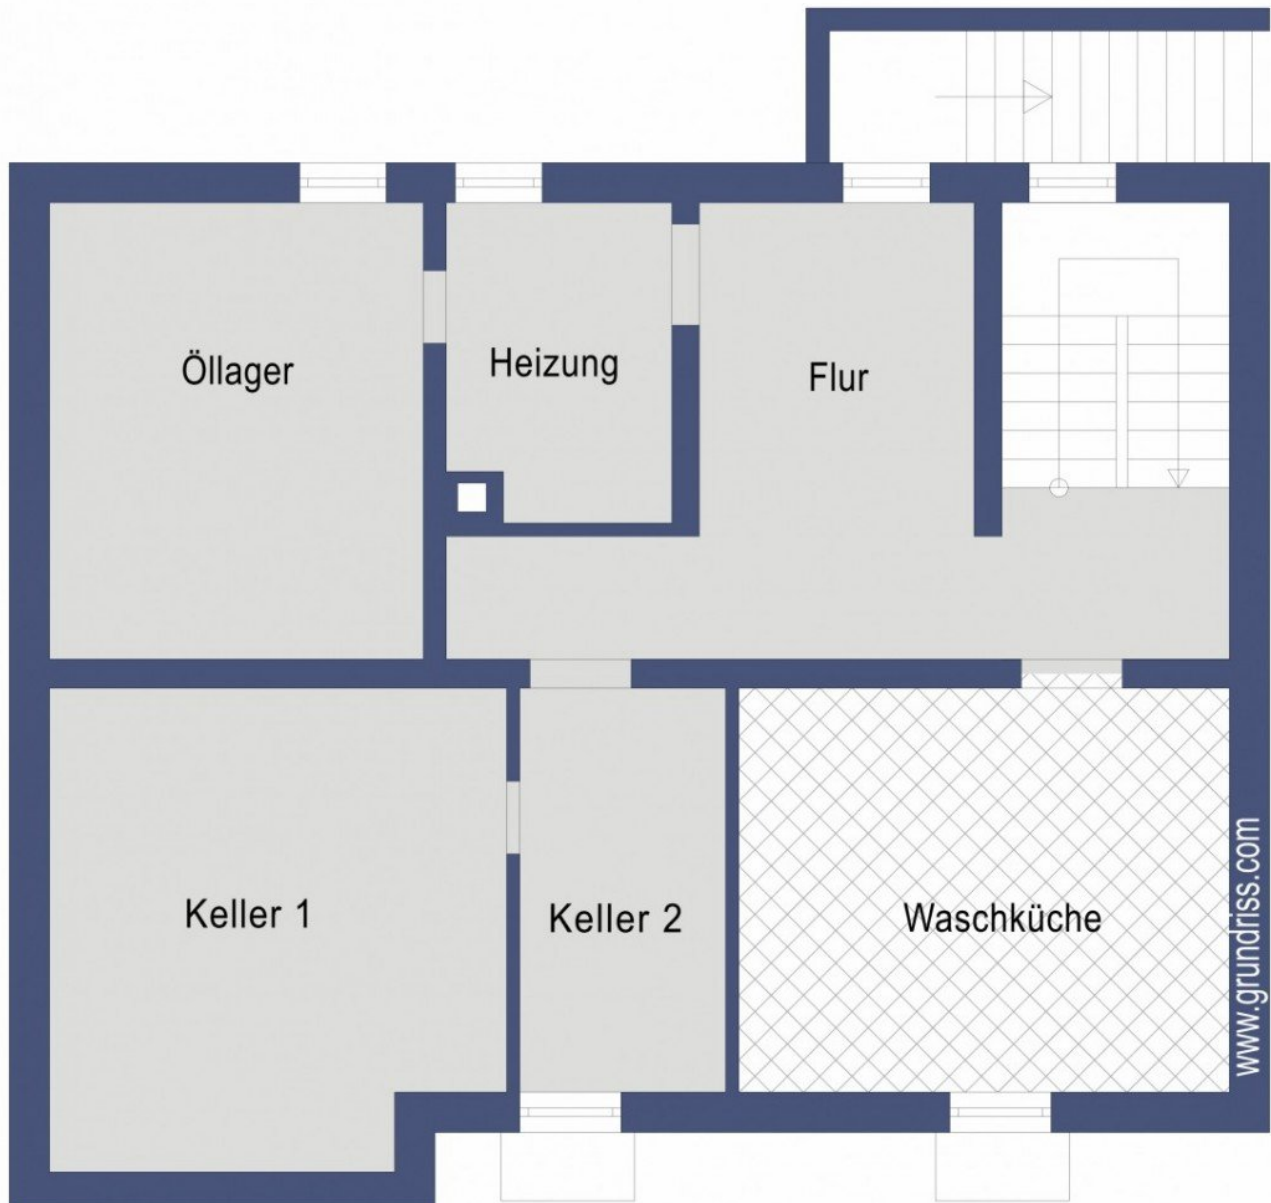 Öllager
Heizung
Flur
Keller 1
Keller 2
Waschküche
www.grundriss.com